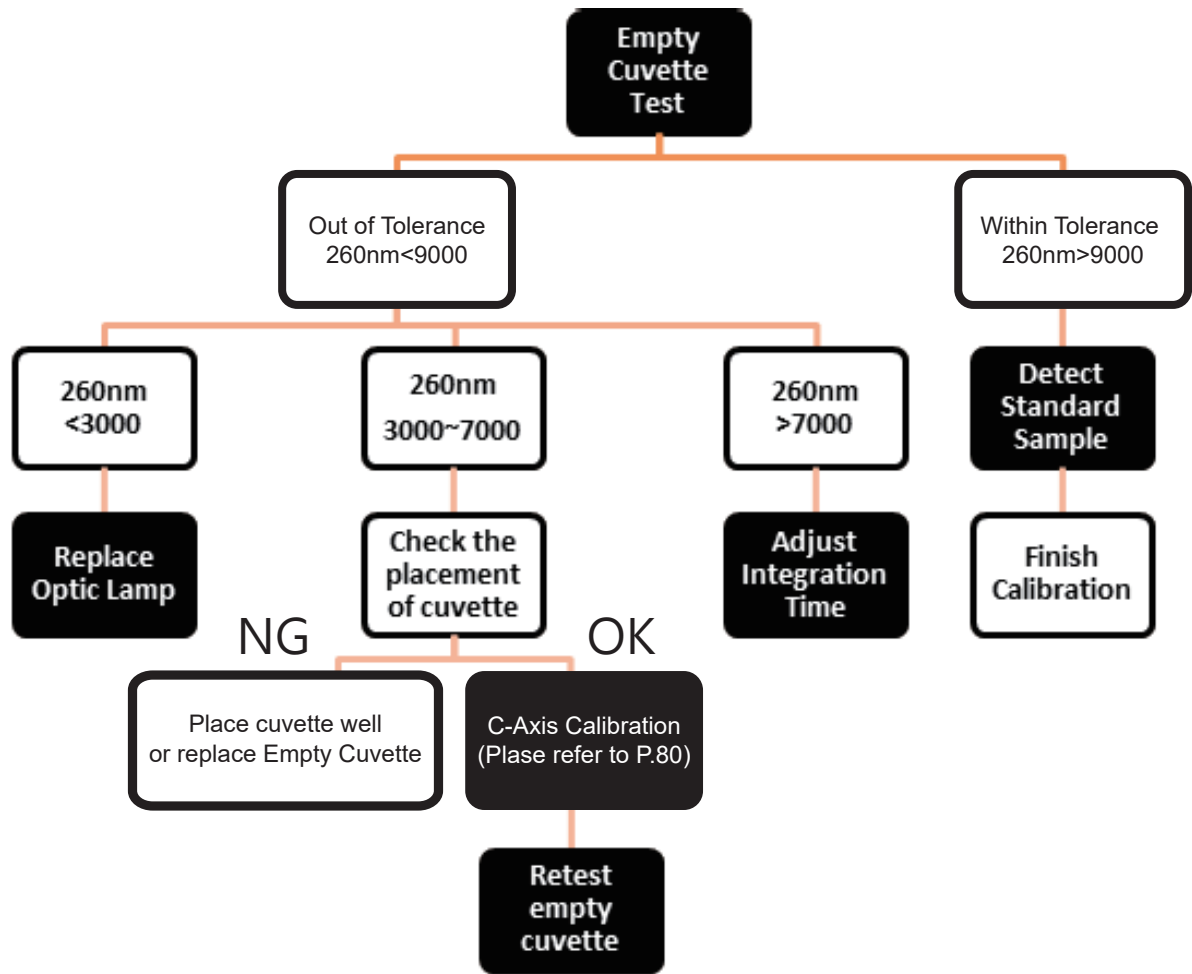 Empty
Cuvette
Test
Out of Tolerance
260nm<9000
Within Tolerance
260nm>9000
260nm
<3000
260nm
3000~7000
260nm
>7000
Detect
Standard
Sample
Replace
Optic Lamp
Check the
placement
of cuvette
Adjust
Integration
Time
Finish
Calibration
NG
OK
Place cuvette well
or replace Empty Cuvette
C-Axis Calibration
(Plase refer to P.80)
Retest
empty
cuvette